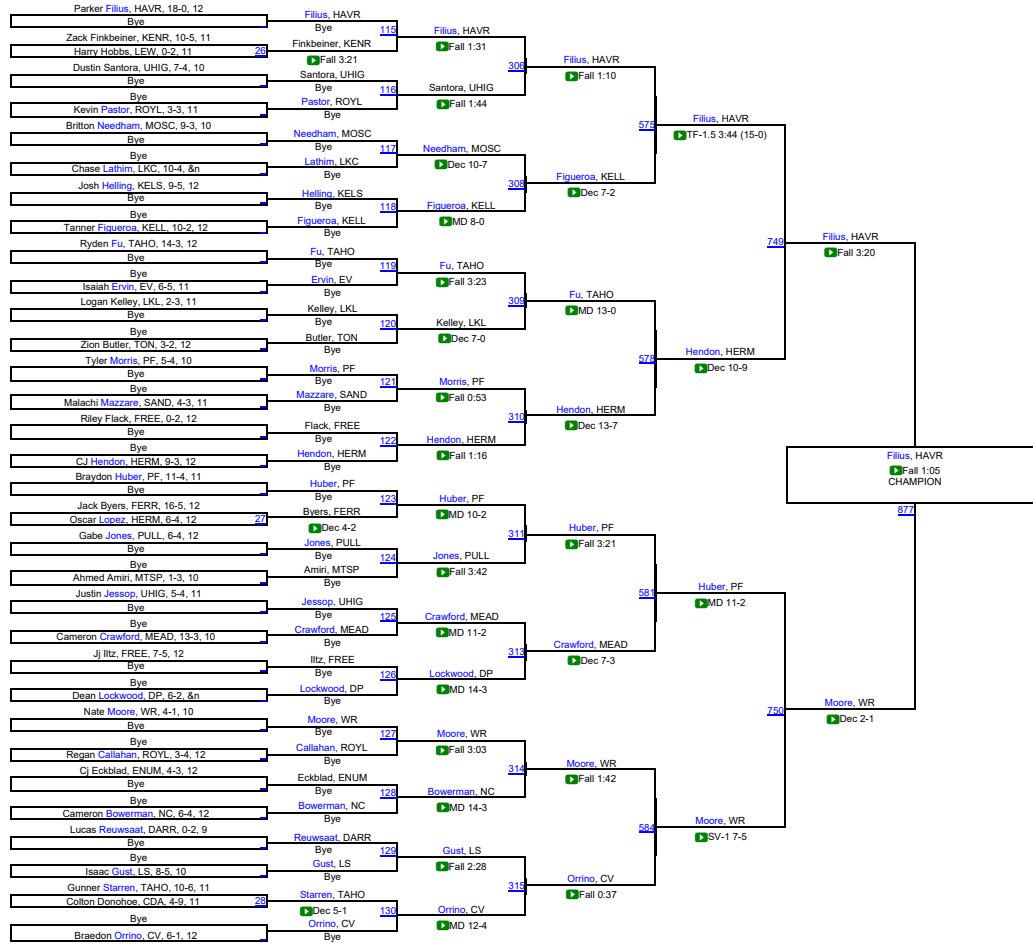 Parker Filius, HAVR, 18-0, 12
Bye
Zack Finkbeiner, KENR, 10-5, 11
Harry Hobbs, LEW, 0-2, 11
26
Dustin Santora, UHIG, 7-4, 10
Bye
Bye
Kevin Pastor, ROYL, 3-3, 11
Britton Needham, MOSC, 9-3, 10
Bye
Bye
Chase Lathim, LKC, 10-4, &n
Josh Helling, KELS, 9-5, 12
Bye
Bye
Tanner Figueroa, KELL, 10-2, 12
Ryden Fu, TAHO, 14-3, 12
Bye
Bye
Isaiah Ervin, EV, 6-5, 11
Logan Kelley, LKL, 2-3, 11
Bye
Bye
Zion Butler, TON, 3-2, 12
Tyler Morris, PF, 5-4, 10
Bye
Bye
Malachi Mazzare, SAND, 4-3, 11
Riley Flack, FREE, 0-2, 12
Bye
Bye
CJ Hendon, HERM, 9-3, 12
Braydon Huber, PF, 11-4, 11
Bye
Jack Byers, FERR, 16-5, 12
Oscar Lopez, HERM, 6-4, 12
27
Gabe Jones, PULL, 6-4, 12
Bye
Bye
Ahmed Amiri, MTSP, 1-3, 10
Justin Jessop, UHIG, 5-4, 11
Bye
Bye
Cameron Crawford, MEAD, 13-3, 10
Jj Iltz, FREE, 7-5, 12
Bye
Bye
Dean Lockwood, DP, 6-2, &n
Nate Moore, WR, 4-1, 10
Bye
Bye
Regan Callahan, ROYL, 3-4, 12
Cj Eckblad, ENUM, 4-3, 12
Bye
Bye
Cameron Bowerman, NC, 6-4, 12
Lucas Reuwsaat, DARR, 0-2, 9
Bye
Bye
Isaac Gust, LS, 8-5, 10
Gunner Starren, TAHO, 10-6, 11
Colton Donohoe, CDA, 4-9, 11
28
Bye
Braedon Orrino, CV, 6-1, 12
Filius, HAVR
Bye
115
Finkbeiner, KENR
Fall 3:21
Santora, UHIG
Bye
116
Pastor, ROYL
Bye
Needham, MOSC
Bye
117
Lathim, LKC
Bye
Helling, KELS
Bye
118
Figueroa, KELL
Bye
Fu, TAHO
Bye
119
Ervin, EV
Bye
Kelley, LKL
Bye
120
Butler, TON
Bye
Morris, PF
Bye
121
Mazzare, SAND
Bye
Flack, FREE
Bye
122
Hendon, HERM
Bye
Huber, PF
Bye
123
Byers, FERR
Dec 4-2
Jones, PULL
Bye
124
Amiri, MTSP
Bye
Jessop, UHIG
Bye
125
Crawford, MEAD
Bye
Iltz, FREE
Bye
126
Lockwood, DP
Bye
Moore, WR
Bye
127
Callahan, ROYL
Bye
Eckblad, ENUM
Bye
128
Bowerman, NC
Bye
Reuwsaat, DARR
Bye
129
Gust, LS
Bye
Starren, TAHO
Dec 5-1
130
Orrino, CV
Bye
Filius, HAVR
Fall 1:31
306
Santora, UHIG
Fall 1:44
Needham, MOSC
Dec 10-7
308
Figueroa, KELL
MD 8-0
Fu, TAHO
Fall 3:23
309
Kelley, LKL
Dec 7-0
Morris, PF
Fall 0:53
310
Hendon, HERM
Fall 1:16
Huber, PF
MD 10-2
311
Jones, PULL
Fall 3:42
Crawford, MEAD
MD 11-2
313
Lockwood, DP
MD 14-3
Moore, WR
Fall 3:03
314
Bowerman, NC
MD 14-3
Gust, LS
Fall 2:28
315
Orrino, CV
MD 12-4
Filius, HAVR
Fall 1:10
575
Figueroa, KELL
Dec 7-2
Fu, TAHO
MD 13-0
578
Hendon, HERM
Dec 13-7
Huber, PF
Fall 3:21
581
Crawford, MEAD
Dec 7-3
Moore, WR
Fall 1:42
584
Orrino, CV
Fall 0:37
Filius, HAVR
TF-1.5 3:44 (15-0)
749
Hendon, HERM
Dec 10-9
Huber, PF
MD 11-2
750
Moore, WR
SV-1 7-5
Filius, HAVR
Fall 3:20
Moore, WR
Dec 2-1
Filius, HAVR
Fall 1:05
CHAMPION
877